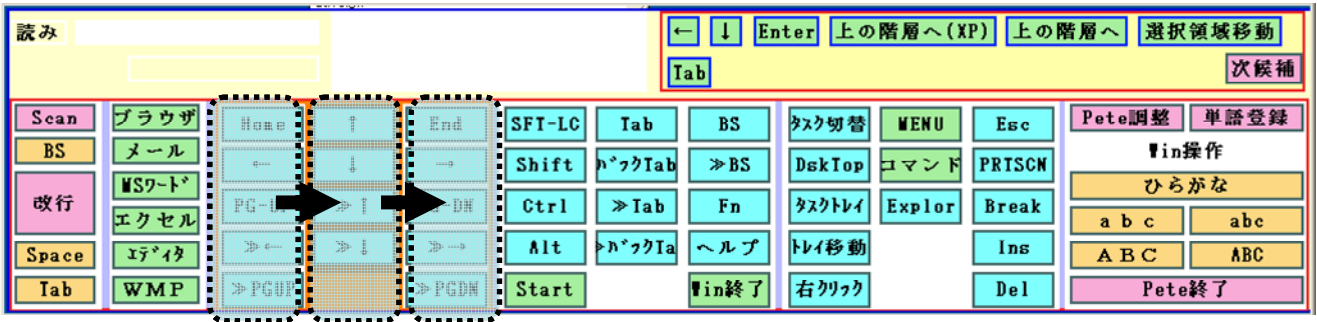 読み
← ↓ Enter 上の階層へ(XP) 上の階層へ 選択領域移動
Tab 次候補
Scan ブラウザ Home ↑ End SFT-LC Tab BS タスク切替 MENU Esc Pete調整 単語登録
BS メール ← ↓ → Shift バックTab ≫BS DskTop コマンド PRTSCN Win操作
改行 MSワード ≫↑ Ctrl ≫Tab Fn タスクトレイ Explor Break ひらがな
エクセル abc abc
Space エディタ ≫← ≫↓ ≫→ Alt ≫バックTa ヘルプ トレイ移動 Ins ABC ABC
Tab WMP ≫PGUP ≫PGDN Start Win終了 右クリック Del Pete終了